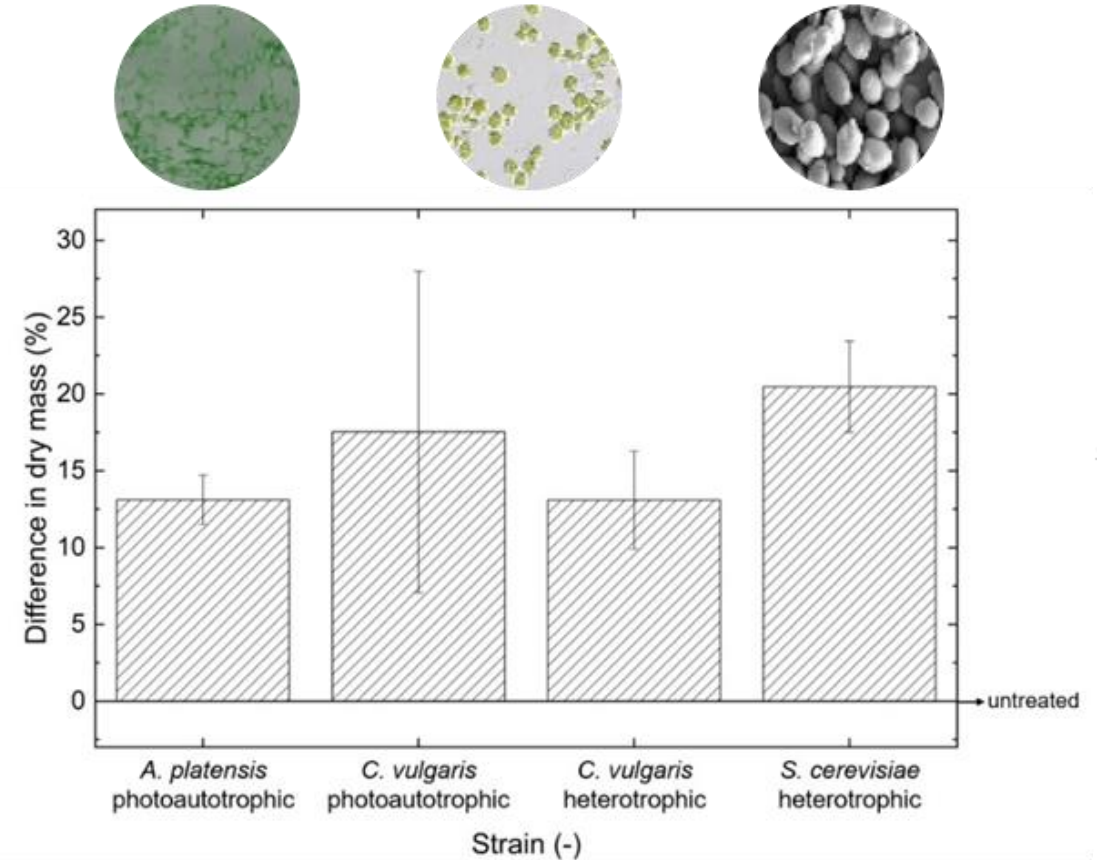 Difference in dry mass (%)
30
25
20
15
10
5
0
untreated
A. platensis
photoautotrophic
C. vulgaris
photoautotrophic
C. vulgaris
heterotrophic
S. cerevisiae
heterotrophic
Strain (-)